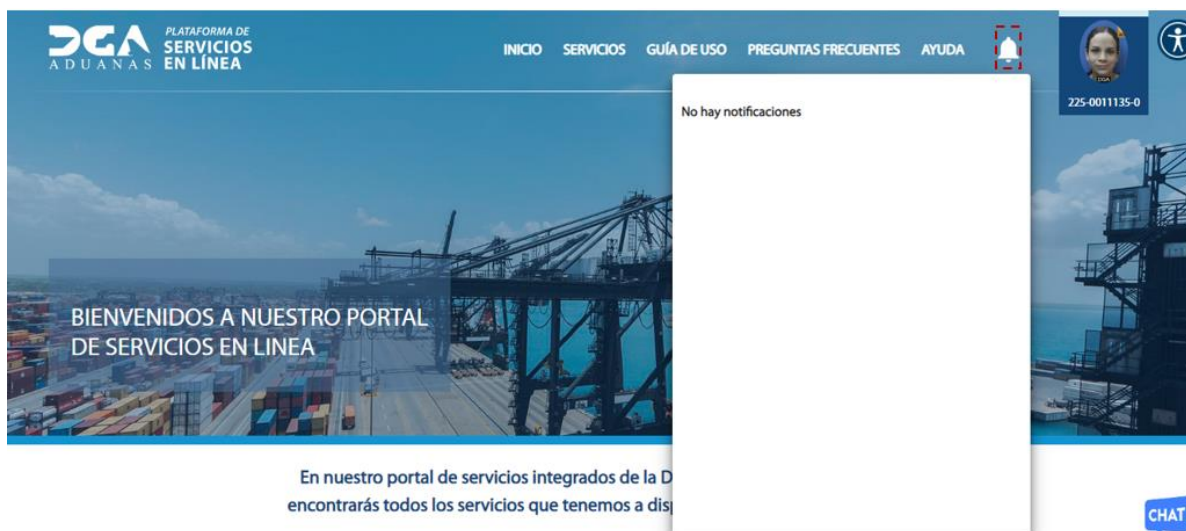 DGA
ADUANAS
PLATAFORMA DE
SERVICIOS
EN LÍNEA
INICIO SERVICIOS GUÍA DE USO PREGUNTAS FRECUENTES AYUDA
DGA
225-0011135-0
No hay notificaciones
BIENVENIDOS A NUESTRO PORTAL
DE SERVICIOS EN LINEA
En nuestro portal de servicios integrados de la D
encontrarás todos los servicios que tenemos a
CHAT